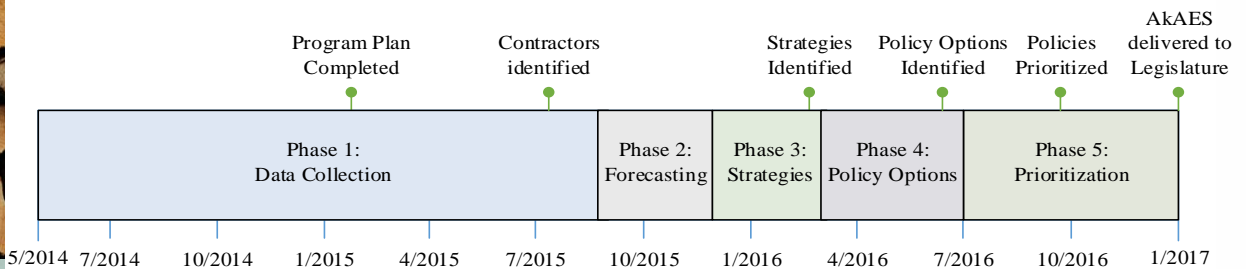 Program Plan
Completed
Contractors
identified
Strategies
Identified
Policy Options
Identified
Policies
Prioritized
AkAES
delivered to
Legislature
Phase 1:
Data Collection
Phase 2:
Forecasting
Phase 3:
Strategies
Phase 4:
Policy Options
Phase 5:
Prioritization
5/2014 7/2014 10/2014 1/2015 4/2015 7/2015 10/2015 1/2016 4/2016 7/2016 10/2016 1/2017